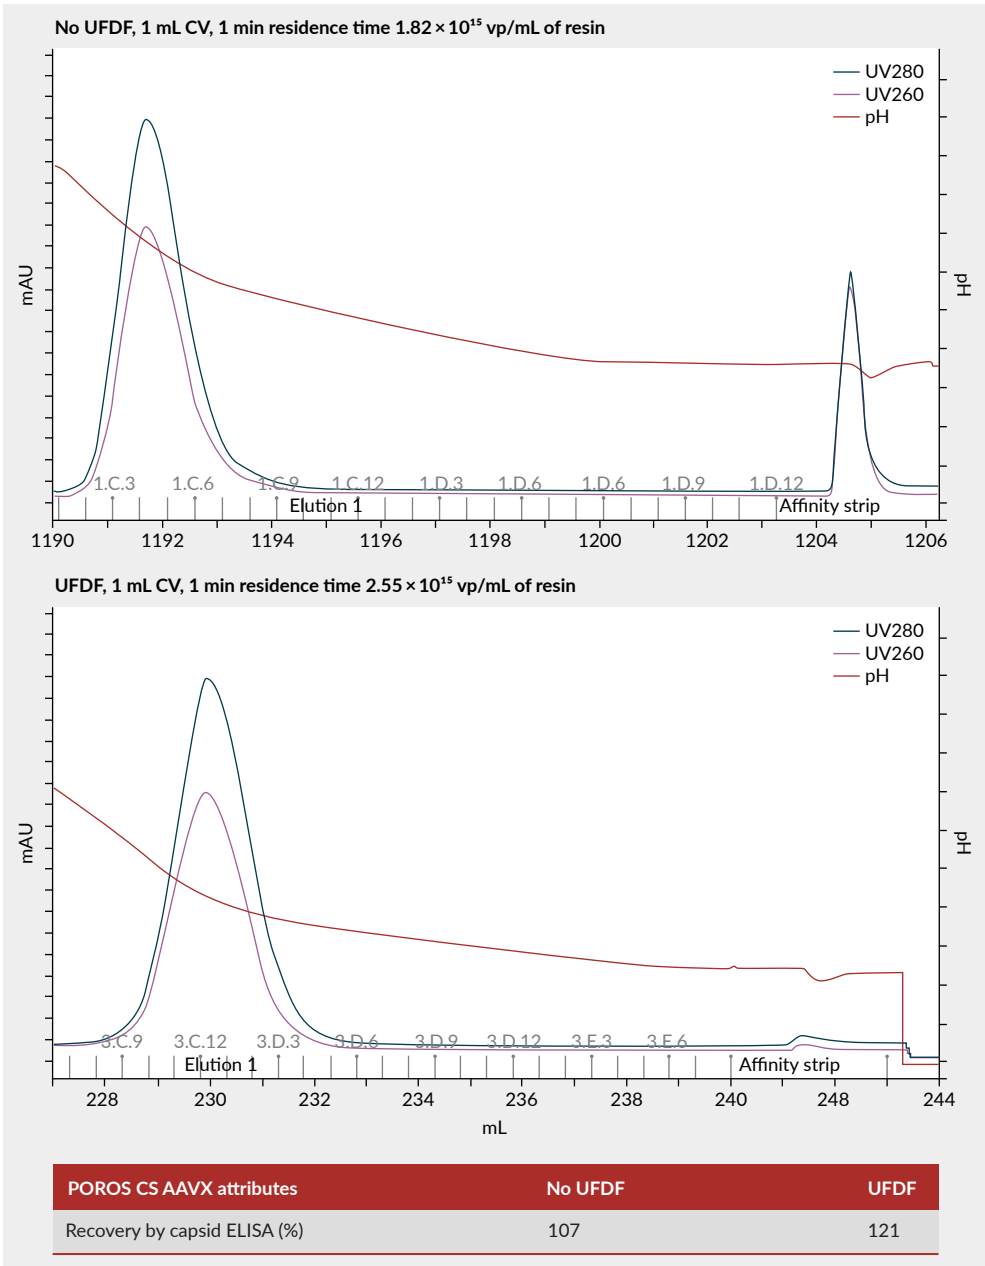 No UFDF, 1 mL CV, 1 min residence time 1.82 × 10¹⁵ vp/mL of resin
UV280
UV260
pH
mAU
pH
1.C.3 1.C.6 1.C.9 1.C.12 1.D.3 1.D.6 1.D.6 1.D.9 1.D.12
Elution 1 Affinity strip
1190 1192 1194 1196 1198 1200 1202 1204 1206
UFDF, 1 mL CV, 1 min residence time 2.55 × 10¹⁵ vp/mL of resin
UV280
UV260
pH
mAU
pH
3.C.9 3.C.12 3.D.3 3.D.6 3.D.9 3.D.12 3.E.3 3.E.6
Elution 1 Affinity strip
228 230 232 234 236 238 240 248 244
mL
POROS CS AAVX attributes No UFDF UFDF
Recovery by capsid ELISA (%) 107 121